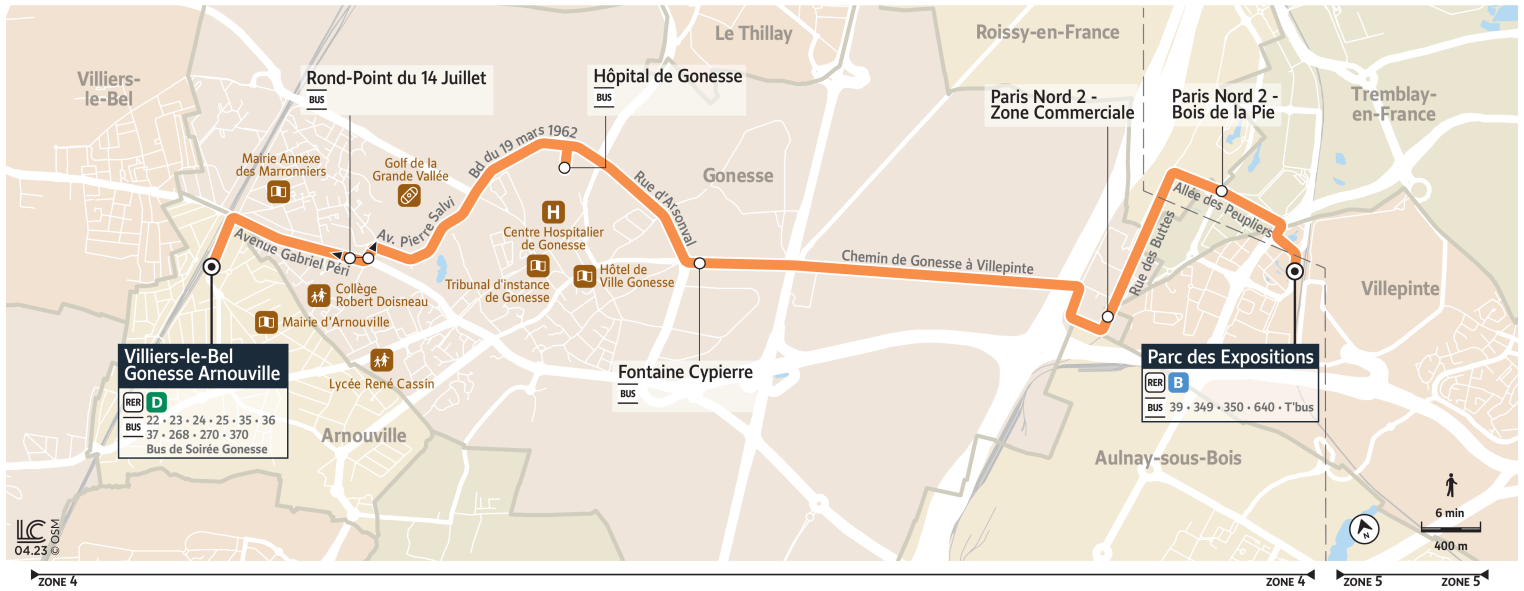 Villiers-
le-Bel
Le Thillay
Roissy-en-France
Tremblay-
en-France
Rond-Point du 14 Juillet
BUS
Hôpital de Gonesse
BUS
Paris Nord 2 -
Zone Commerciale
Paris Nord 2 -
Bois de la Pie
Mairie Annexe
des Marronniers
Golf de la
Grande Vallée
Bd du 19 mars 1962
Gonesse
Rue d'Arsonval
Allée des Peupliers
Avenue Gabriel Péri
Av. Pierre Salvi
H
Centre Hospitalier
de Gonesse
Tribunal d'instance
de Gonesse
Hôtel de
Ville Gonesse
Chemin de Gonesse à Villepinte
Rue des Buttes
Villepinte
Collège
Robert Doisneau
Mairie d'Arnouville
Lycée René Cassin
Villiers-le-Bel
Gonesse Arnouville
RER D
BUS 22 • 23 • 24 • 25 • 35 • 36
37 • 268 • 270 • 370
Bus de Soirée Gonesse
Fontaine Cypierre
BUS
Parc des Expositions
RER B
BUS 39 • 349 • 350 • 640 • T'bus
Arnouville
Aulnay-sous-Bois
LC
04.23 © OSM
N
6 min
400 m
ZONE 4
ZONE 4
ZONE 5
ZONE 5